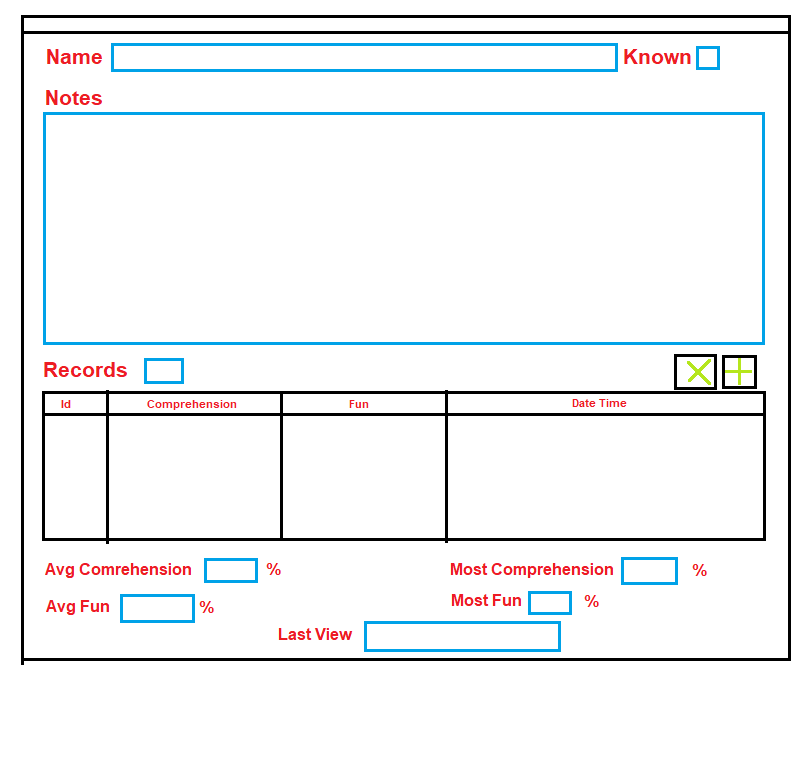 Name Known
Notes
Records
Id Comprehension Fun Date Time
Avg Comrehension % Most Comprehension %
Avg Fun % Most Fun %
Last View